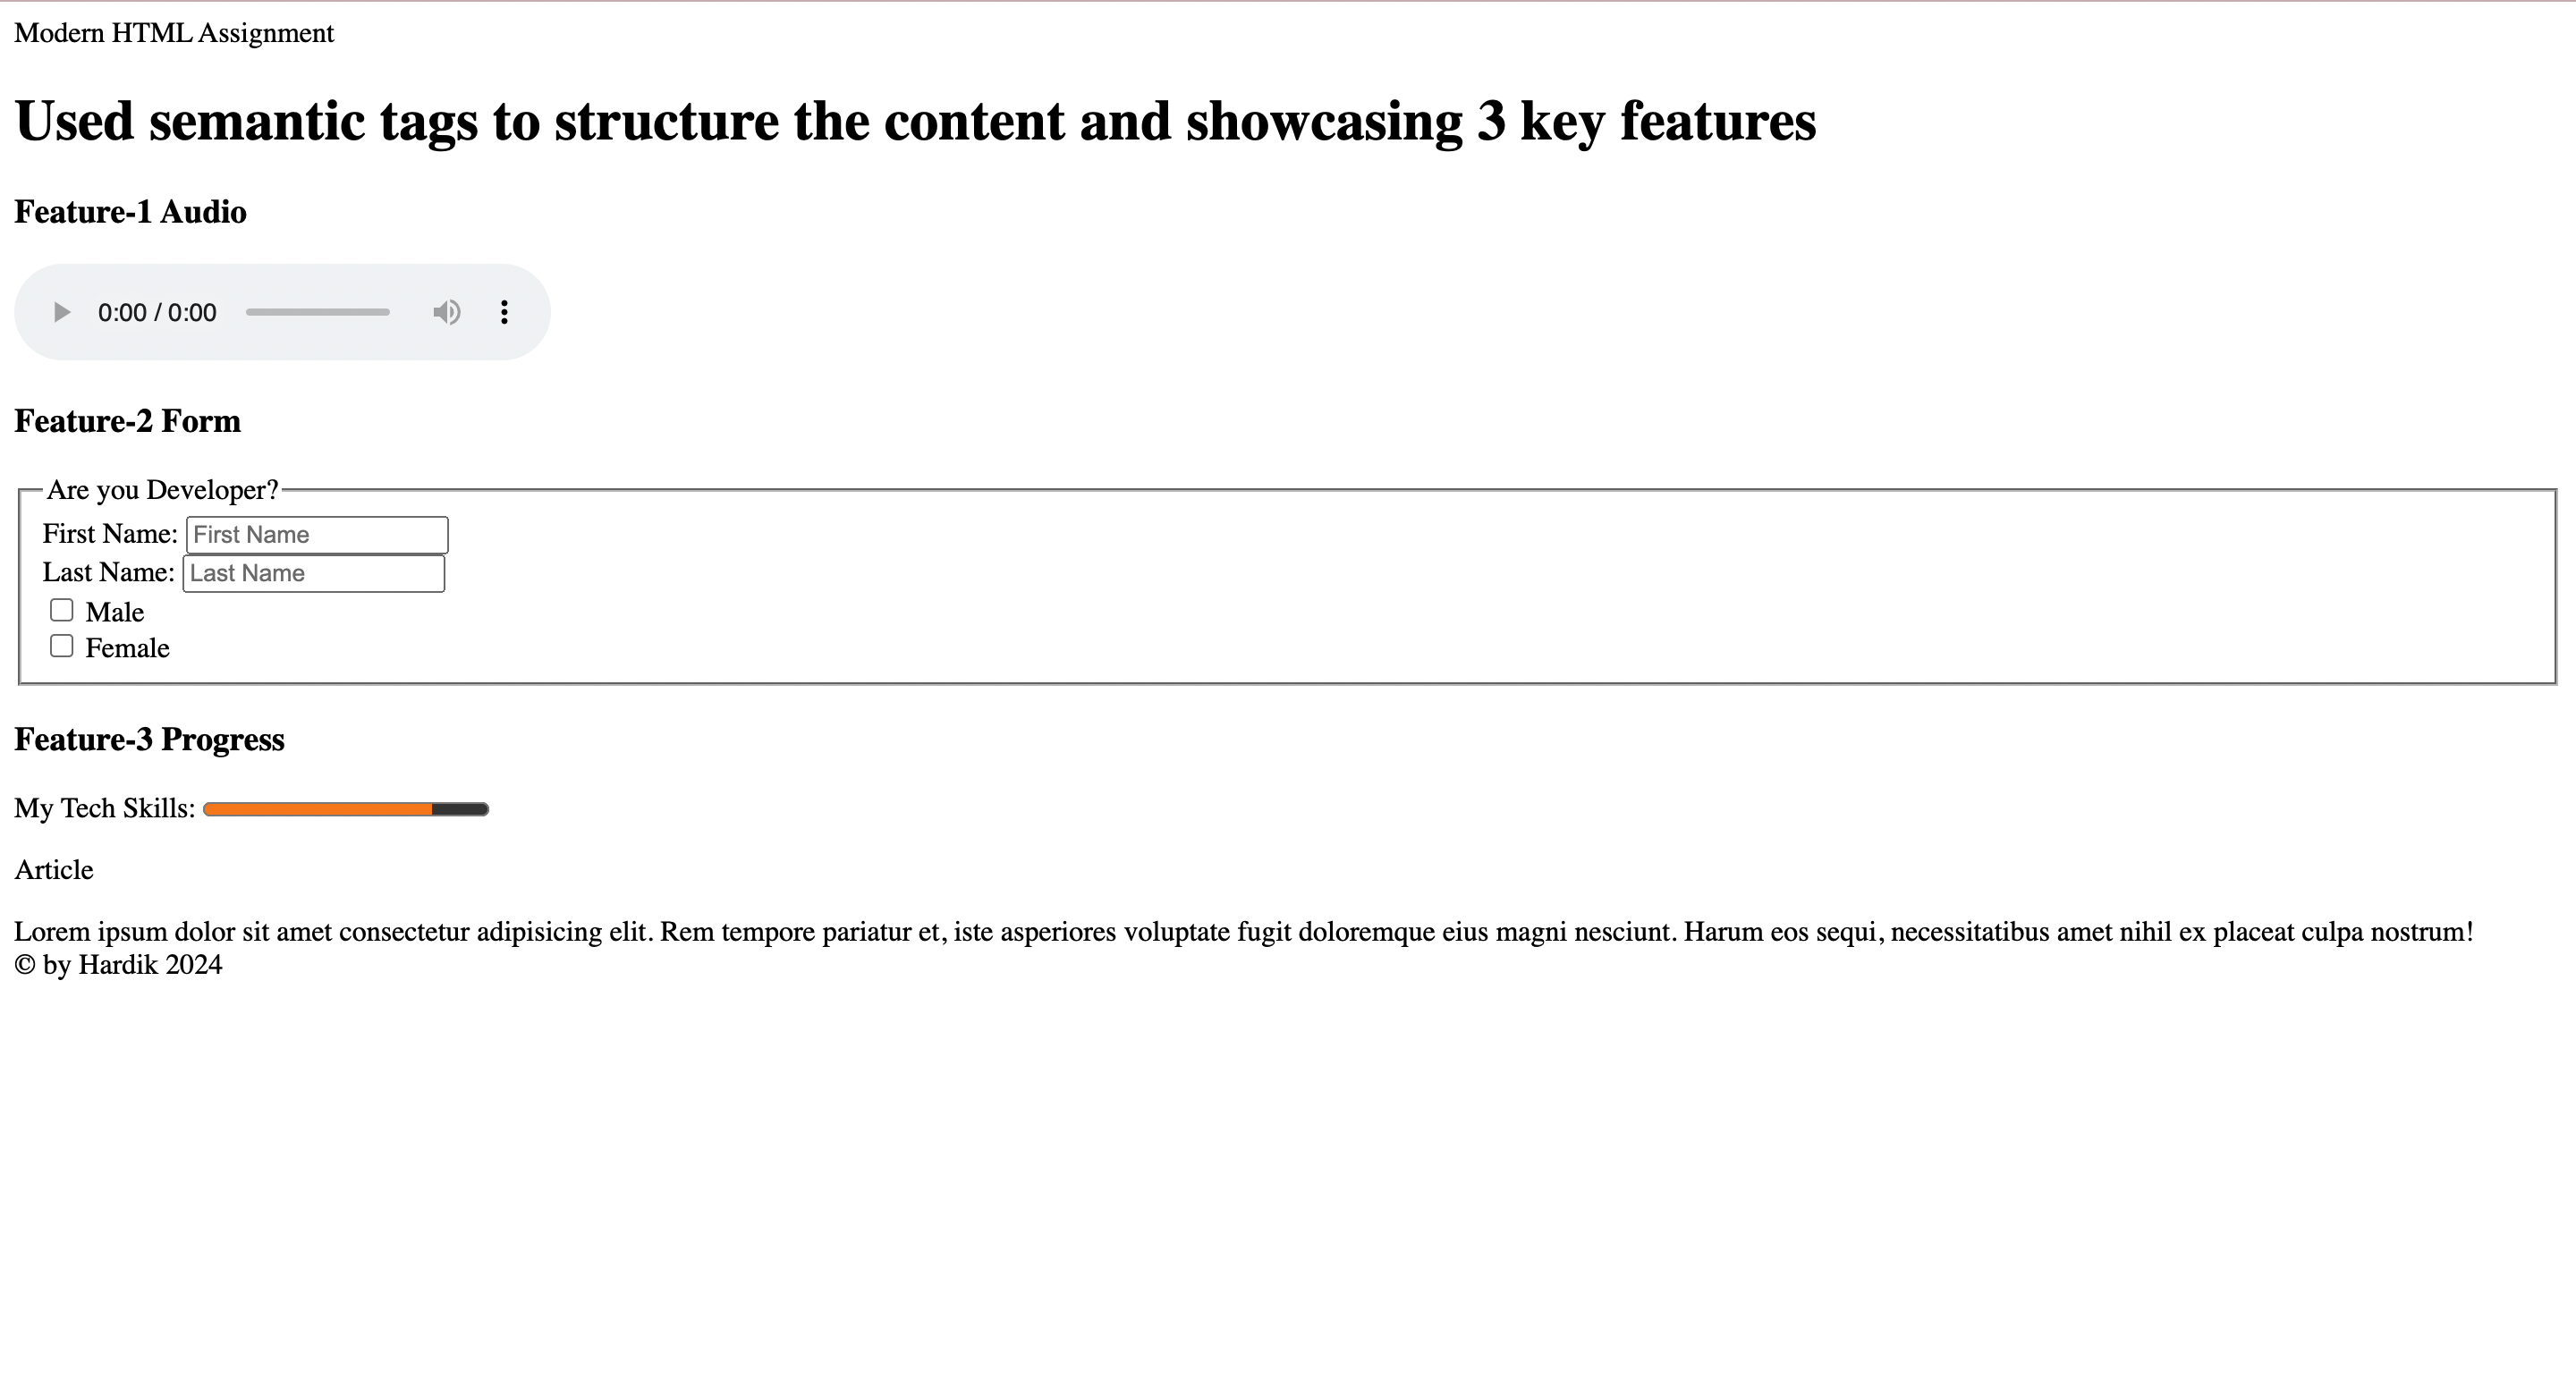 Modern HTML Assignment
Used semantic tags to structure the content and showcasing 3 key features
Feature-1 Audio
0:00 / 0:00
Feature-2 Form
Are you Developer?
First Name: First Name
Last Name: Last Name
Male
Female
Feature-3 Progress
My Tech Skills:
Article
Lorem ipsum dolor sit amet consectetur adipisicing elit. Rem tempore pariatur et, iste asperiores voluptate fugit doloremque eius magni nesciunt. Harum eos sequi, necessitatibus amet nihil ex placeat culpa nostrum!
© by Hardik 2024